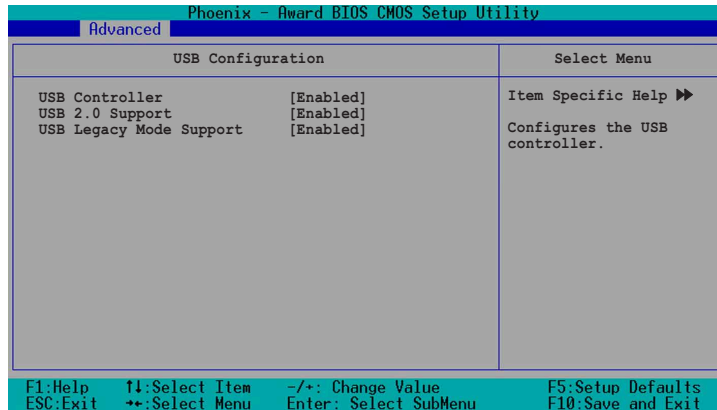 Phoenix - Award BIOS CMOS Setup Utility
Advanced
USB Configuration
Select Menu
USB Controller [Enabled]
USB 2.0 Support [Enabled]
USB Legacy Mode Support [Enabled]
Item Specific Help ▶▶
Configures the USB
controller.
F1:Help ↑↓:Select Item -/+: Change Value F5:Setup Defaults
ESC:Exit →←:Select Menu Enter: Select SubMenu F10:Save and Exit